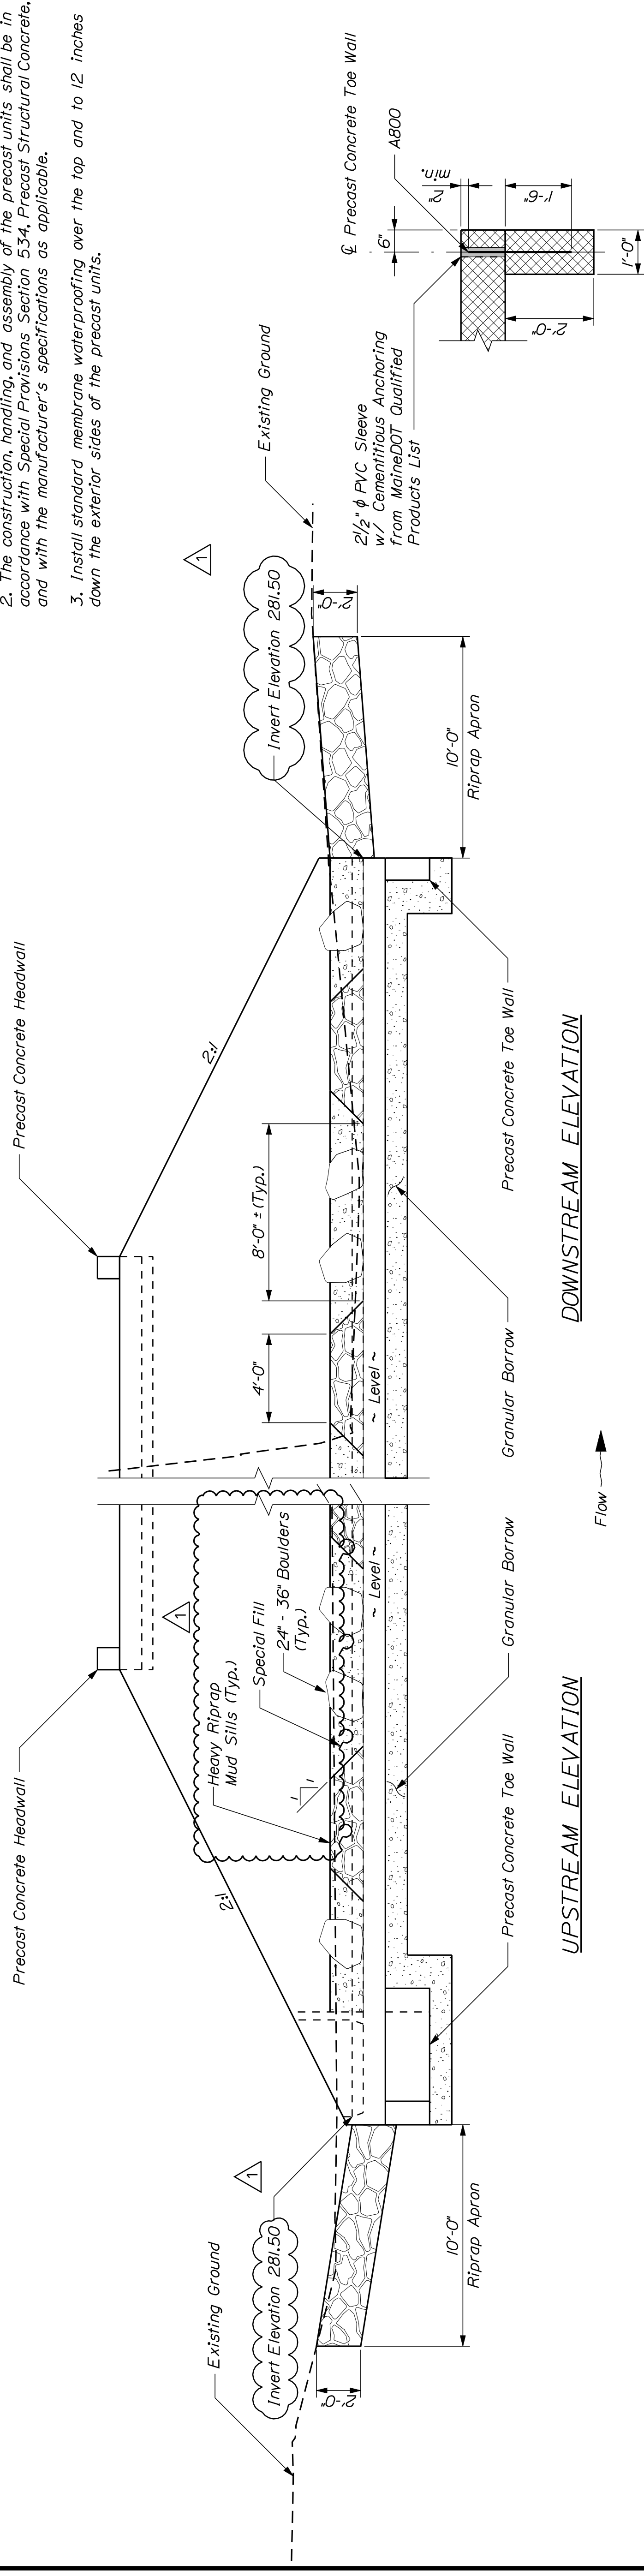 2. The construction, handling, and assembly of the precast units shall be in
accordance with Special Provisions Section 534, Precast Structural Concrete,
and with the manufacturer's specifications as applicable.
3. Install standard membrane waterproofing over the top and to 12 inches
down the exterior sides of the precast units.
Precast Concrete Headwall
Precast Concrete Headwall
2:1
2:1
1
1
1
Existing Ground
Invert Elevation 281.50
2'-0"
10'-0"
Riprap Apron
Heavy Riprap
Mud Sills (Typ.)
1
1
Special Fill
24" - 36" Boulders
(Typ.)
~ Level ~
~ Level ~
4'-0"
8'-0" ± (Typ.)
Existing Ground
Invert Elevation 281.50
2'-0"
10'-0"
Riprap Apron
Precast Concrete Toe Wall
Granular Borrow
Granular Borrow
Precast Concrete Toe Wall
UPSTREAM ELEVATION
Flow
DOWNSTREAM ELEVATION
℄ Precast Concrete Toe Wall
A800
6"
2"
min.
1'-6"
2'-0"
1'-0"
2½" ϕ PVC Sleeve
w/ Cementitious Anchoring
from MaineDOT Qualified
Products List